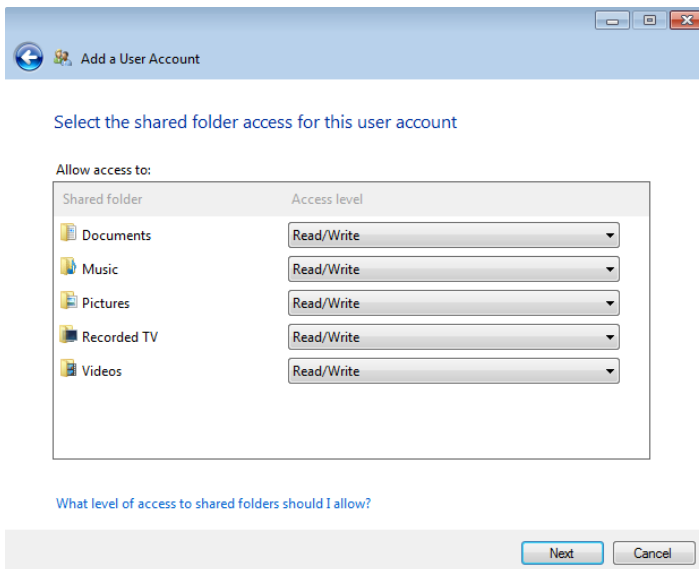 Add a User Account
Select the shared folder access for this user account
Allow access to:
Shared folder Access level
Documents Read/Write
Music Read/Write
Pictures Read/Write
Recorded TV Read/Write
Videos Read/Write
What level of access to shared folders should I allow?
Next Cancel